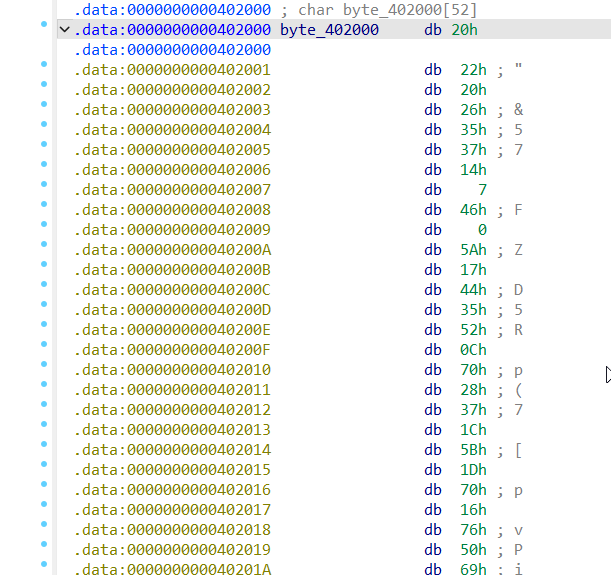 .data:0000000000402000 ; char byte_402000[52]
.data:0000000000402000 byte_402000 db 20h
.data:0000000000402000
.data:0000000000402001 db 22h ; "
.data:0000000000402002 db 20h
.data:0000000000402003 db 26h ; &
.data:0000000000402004 db 35h ; 5
.data:0000000000402005 db 37h ; 7
.data:0000000000402006 db 14h
.data:0000000000402007 db 7
.data:0000000000402008 db 46h ; F
.data:0000000000402009 db 0
.data:000000000040200A db 5Ah ; Z
.data:000000000040200B db 17h
.data:000000000040200C db 44h ; D
.data:000000000040200D db 35h ; 5
.data:000000000040200E db 52h ; R
.data:000000000040200F db 0Ch
.data:0000000000402010 db 70h ; p
.data:0000000000402011 db 28h ; (
.data:0000000000402012 db 37h ; 7
.data:0000000000402013 db 1Ch
.data:0000000000402014 db 5Bh ; [
.data:0000000000402015 db 1Dh
.data:0000000000402016 db 70h ; p
.data:0000000000402017 db 16h
.data:0000000000402018 db 76h ; v
.data:0000000000402019 db 50h ; P
.data:000000000040201A db 69h ; i